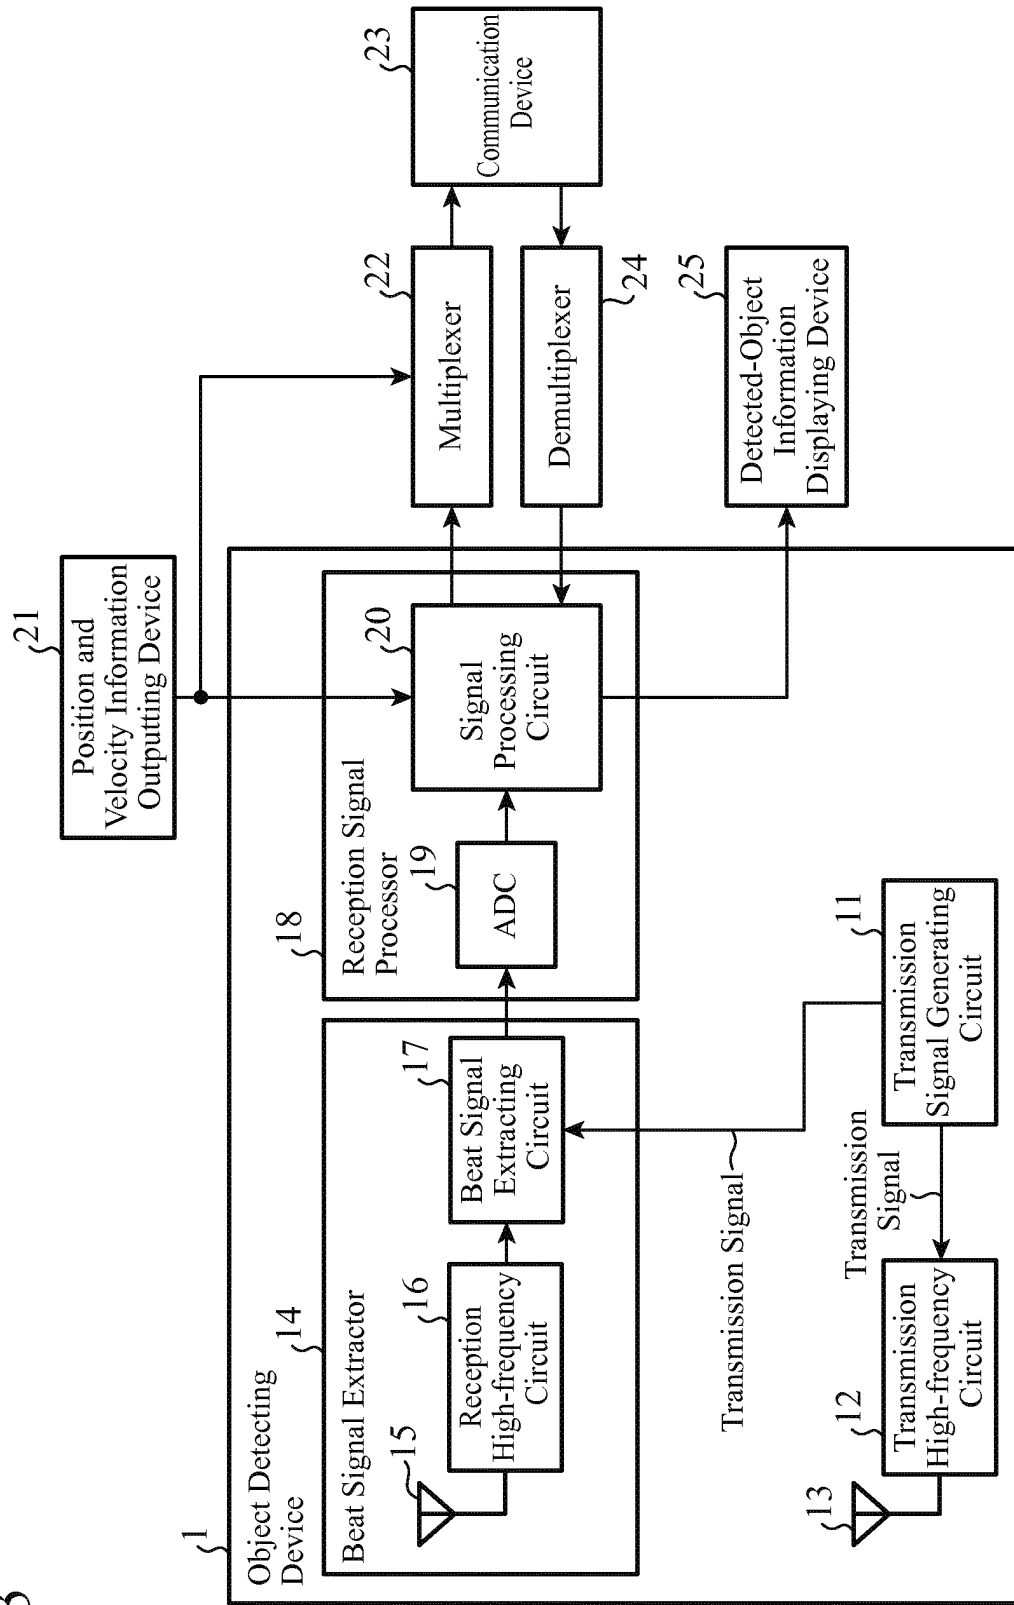 3
1
Object Detecting
Device
14
Beat Signal Extractor
15
16
Reception
High-frequency
Circuit
17
Beat Signal
Extracting
Circuit
18
Reception Signal
Processor
19
ADC
20
Signal
Processing
Circuit
21
Position and
Velocity Information
Outputing Device
22
Multiplexer
23
Communication
Device
24
Demultiplexer
25
Detected-Object
Information
Displaying Device
Transmission Signal
11
Transmission
Signal Generating
Circuit
Transmission
Signal
12
Transmission
High-frequency
Circuit
13